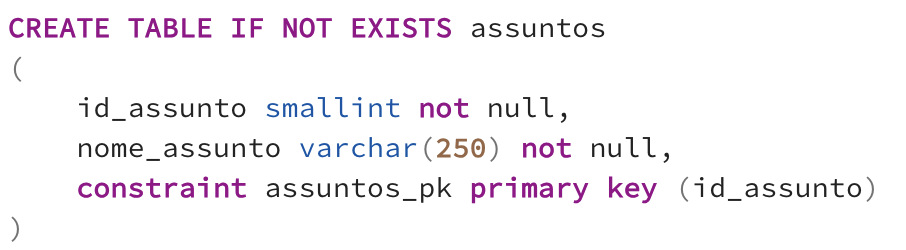 CREATE TABLE IF NOT EXISTS assuntos
(
    id_assunto smallint not null,
    nome_assunto varchar(250) not null,
    constraint assuntos_pk primary key (id_assunto)
)